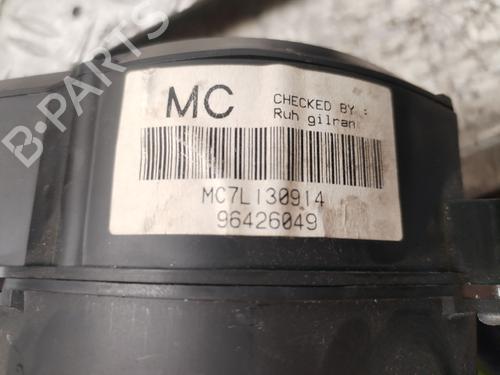 MC
CHECKED BY :
Ruh gilran
MC7L130914
96426049
B-PARTS